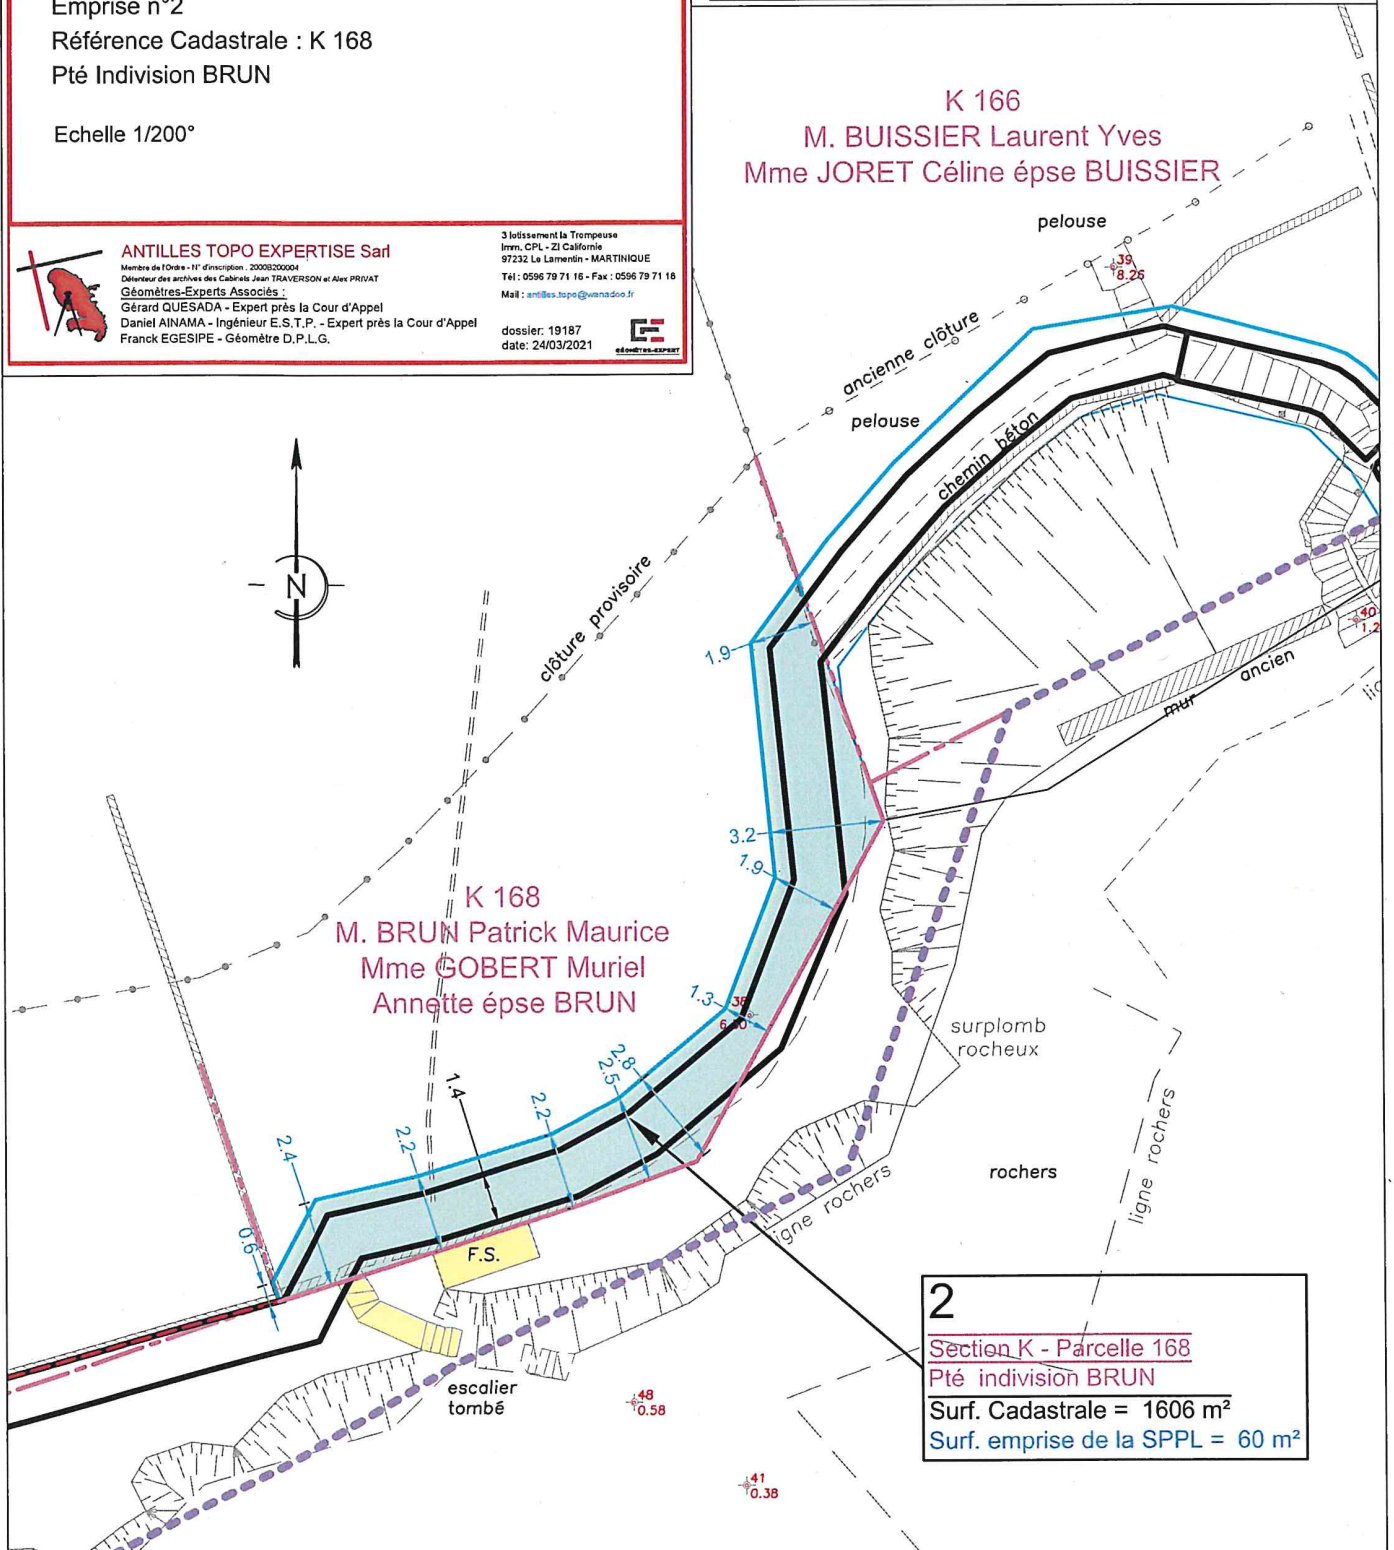 Emprise n°2
Référence Cadastrale : K 168
Pté Indivision BRUN
Echelle 1/200°
ANTILLES TOPO EXPERTISE Sarl
Membre de l'Ordre - N° d'inscription : 2000B200004
Détenteur des archives des Cabinets Jean TRAVERSON et Alex PRIVAT
Géomètres-Experts Associés :
Gérard QUESADA - Expert près la Cour d'Appel
Daniel AINAMA - Ingénieur E.S.T.P. - Expert près la Cour d'Appel
Franck EGESIPE - Géomètre D.P.L.G.
3 lotissement la Trompeuse
Imm. CPL - ZI Californie
97232 Le Lamentin - MARTINIQUE
Tél : 0596 79 71 16 - Fax : 0596 79 71 18
Mail : antilles.topo@wanadoo.fr
dossier: 19187
date: 24/03/2021
GÉOMÈTRE-EXPERT
K 166
M. BUISSIER Laurent Yves
Mme JORET Céline épse BUISSIER
pelouse
39
8.26
ancienne clôture
pelouse
chemin béton
N
clôture provisoire
1.9
40
1.2
ancien
mur
3.2
1.9
K 168
M. BRUN Patrick Maurice
Mme GOBERT Muriel
Annette épse BRUN
1.3
surplomb
rocheux
2.8
2.5
1.4
2.2
2.2
2.4
0.6
ligne rochers
rochers
ligne rochers
F.S.
escalier
tombé
48
0.58
41
0.38
2
Section K - Parcelle 168
Pté indivision BRUN
Surf. Cadastrale = 1606 m²
Surf. emprise de la SPPL = 60 m²